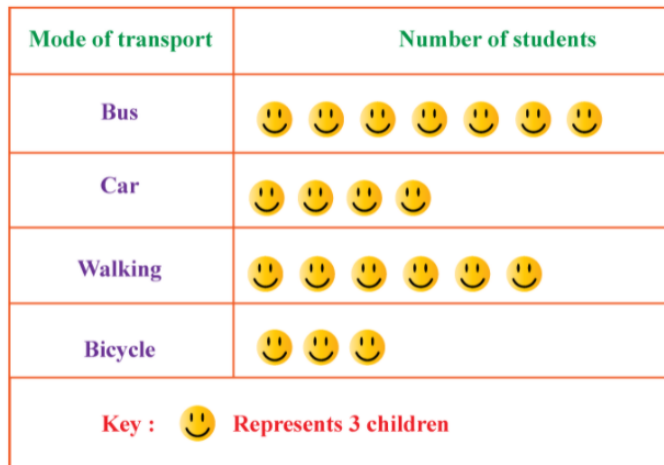 Mode of transport Number of students
Bus
Car
Walking
Bicycle
Key : Represents 3 children